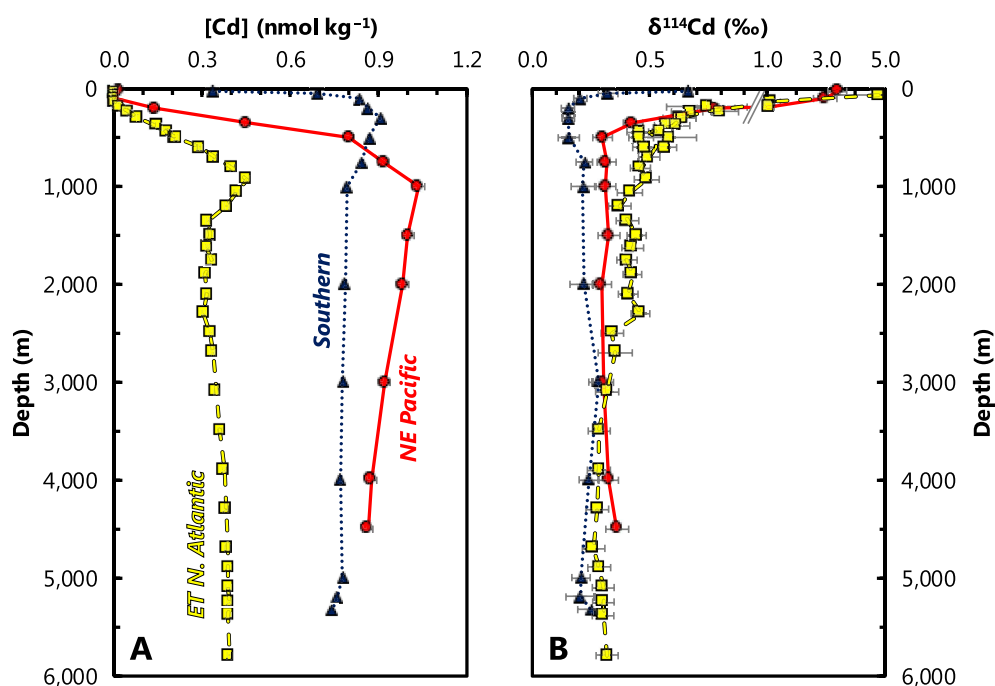 [Cd] (nmol kg⁻¹)
δ¹¹⁴Cd (‰)
0.0 0.3 0.6 0.9 1.2
0.0 0.5 1.0 3.0 5.0
0
1,000
2,000
3,000
4,000
5,000
6,000
Depth (m)
ET N. Atlantic
Southern
NE Pacific
A
B
0
1,000
2,000
3,000
4,000
5,000
6,000
Depth (m)